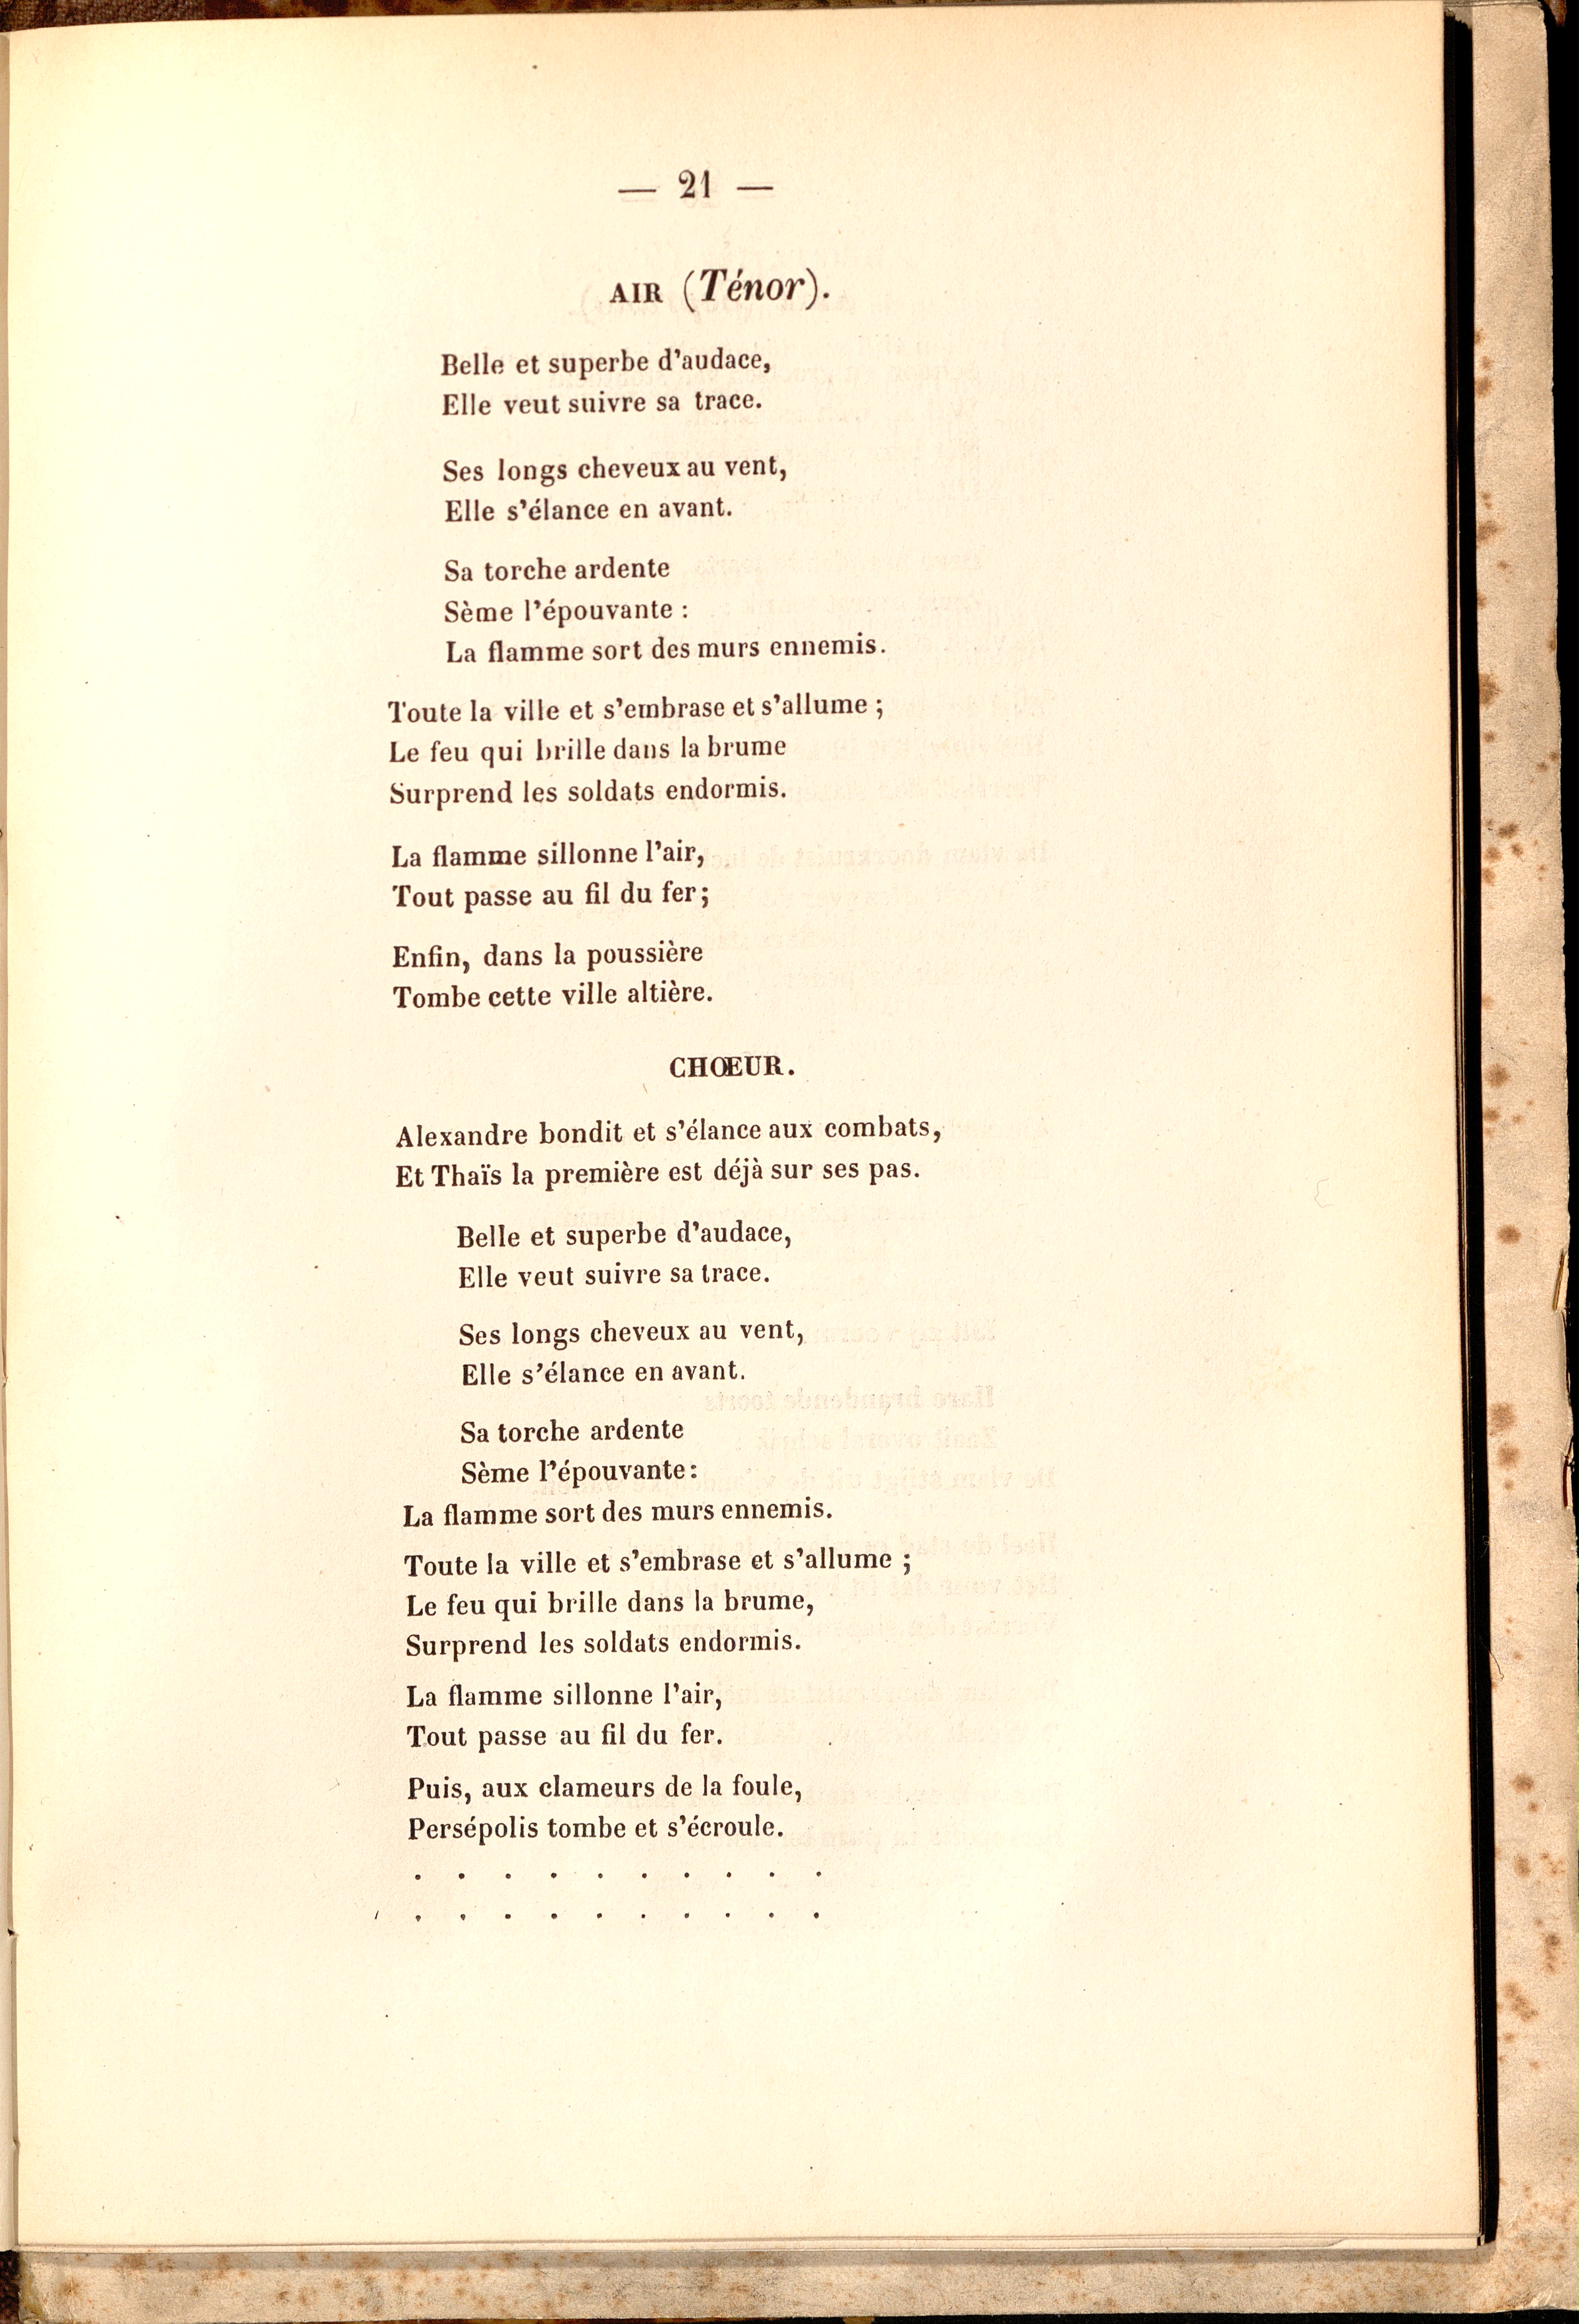 — 21 —
AIR (Ténor).
Belle et superbe d'audace,
Elle veut suivre sa trace.
Ses longs cheveux au vent,
Elle s'élance en avant.
Sa torche ardente
Sème l'épouvante :
La flamme sort des murs ennemis.
Toute la ville et s'embrase et s'allume ;
Le feu qui brille dans la brume
Surprend les soldats endormis.
La flamme sillonne l'air,
Tout passe au fil du fer;
Enfin, dans la poussière
Tombe cette ville altière.
CHŒUR.
Alexandre bondit et s'élance aux combats,
Et Thaïs la première est déjà sur ses pas.
Belle et superbe d'audace,
Elle veut suivre sa trace.
Ses longs cheveux au vent,
Elle s'élance en avant.
Sa torche ardente
Sème l'épouvante:
La flamme sort des murs ennemis.
Toute la ville et s'embrase et s'allume ;
Le feu qui brille dans la brume,
Surprend les soldats endormis.
La flamme sillonne l'air,
Tout passe au fil du fer.
Puis, aux clameurs de la foule,
Persépolis tombe et s'écroule.
. . . . . . . . . .
. . . . . . . . . .